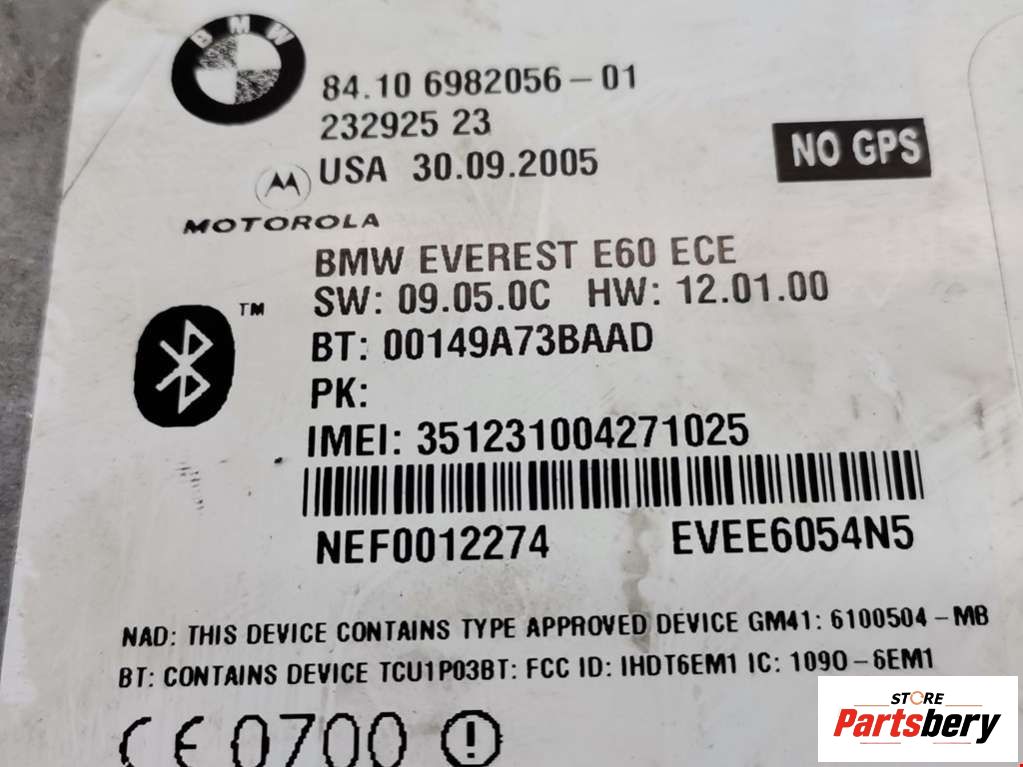 BMW
84.10 6982056-01
232925 23
USA 30.09.2005
NO GPS
MOTOROLA
BMW EVEREST E60 ECE
SW: 09.05.0C HW: 12.01.00
TM
BT: 00149A73BAAD
PK:
IMEI: 351231004271025
NEF0012274 EVEE6054N5
NAD: THIS DEVICE CONTAINS TYPE APPROVED DEVICE GM41: 6100504-MB
BT: CONTAINS DEVICE TCU1P03BT: FCC ID: IHDT6EM1 IC: 1090-6EM1
CE 0700 !
STORE
Partsbery